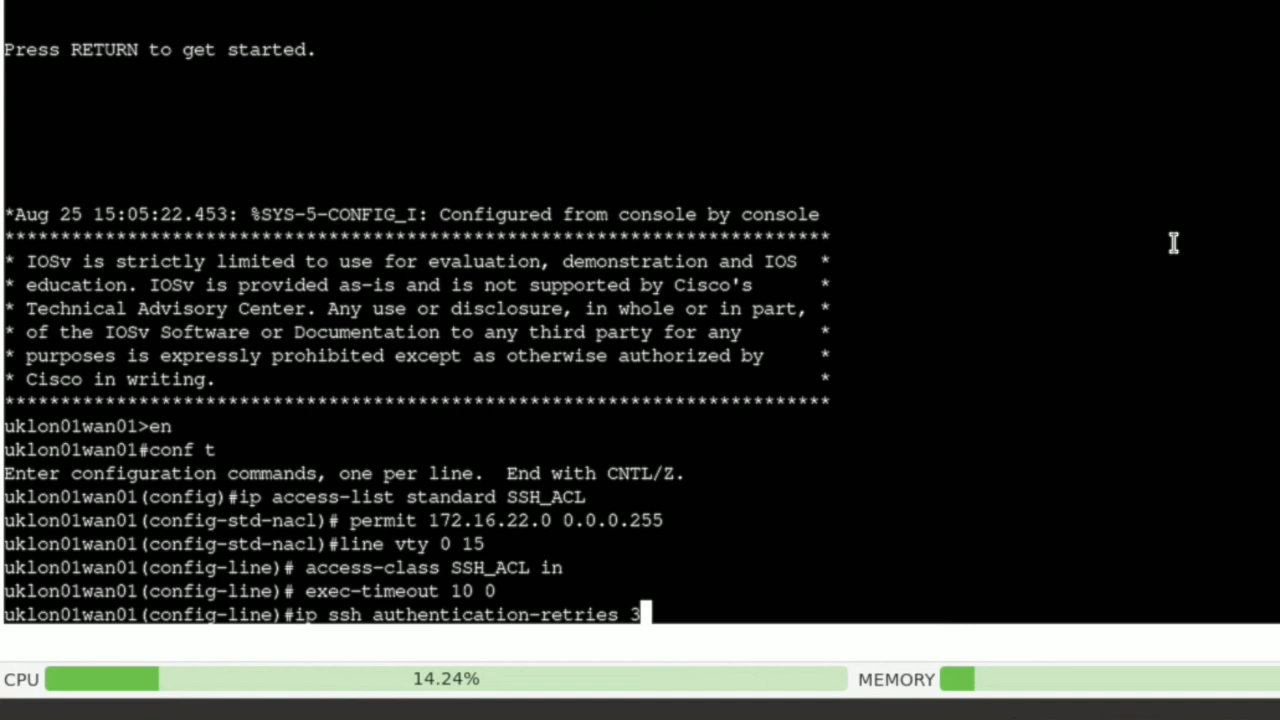 Press RETURN to get started.
*Aug 25 15:05:22.453: %SYS-5-CONFIG_I: Configured from console by console
**************************************************************************
* IOSv is strictly limited to use for evaluation, demonstration and IOS  *
* education. IOSv is provided as-is and is not supported by Cisco's      *
* Technical Advisory Center. Any use or disclosure, in whole or in part, *
* of the IOSv Software or Documentation to any third party for any       *
* purposes is expressly prohibited except as otherwise authorized by     *
* Cisco in writing.                                                      *
**************************************************************************
uklon01wan01>en
uklon01wan01#conf t
Enter configuration commands, one per line.  End with CNTL/Z.
uklon01wan01(config)#ip access-list standard SSH_ACL
uklon01wan01(config-std-nacl)# permit 172.16.22.0 0.0.0.255
uklon01wan01(config-std-nacl)#line vty 0 15
uklon01wan01(config-line)# access-class SSH_ACL in
uklon01wan01(config-line)# exec-timeout 10 0
uklon01wan01(config-line)#ip ssh authentication-retries 3
CPU 14.24% MEMORY